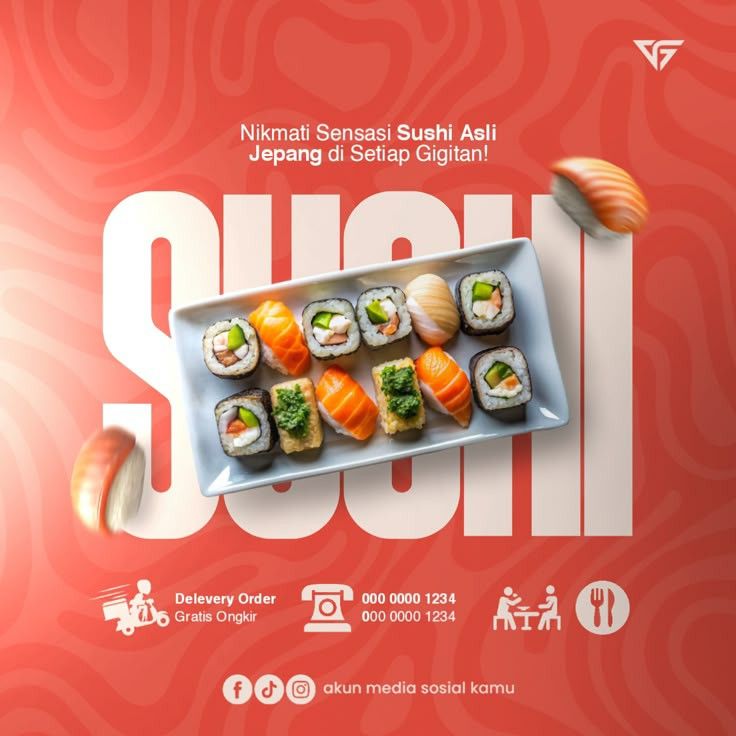 Nikmati Sensasi Sushi Asli
Jepang di Setiap Gigitan!
SUSHI
Delevery Order
Gratis Ongkir
000 0000 1234
000 0000 1234
akun media sosial kamu